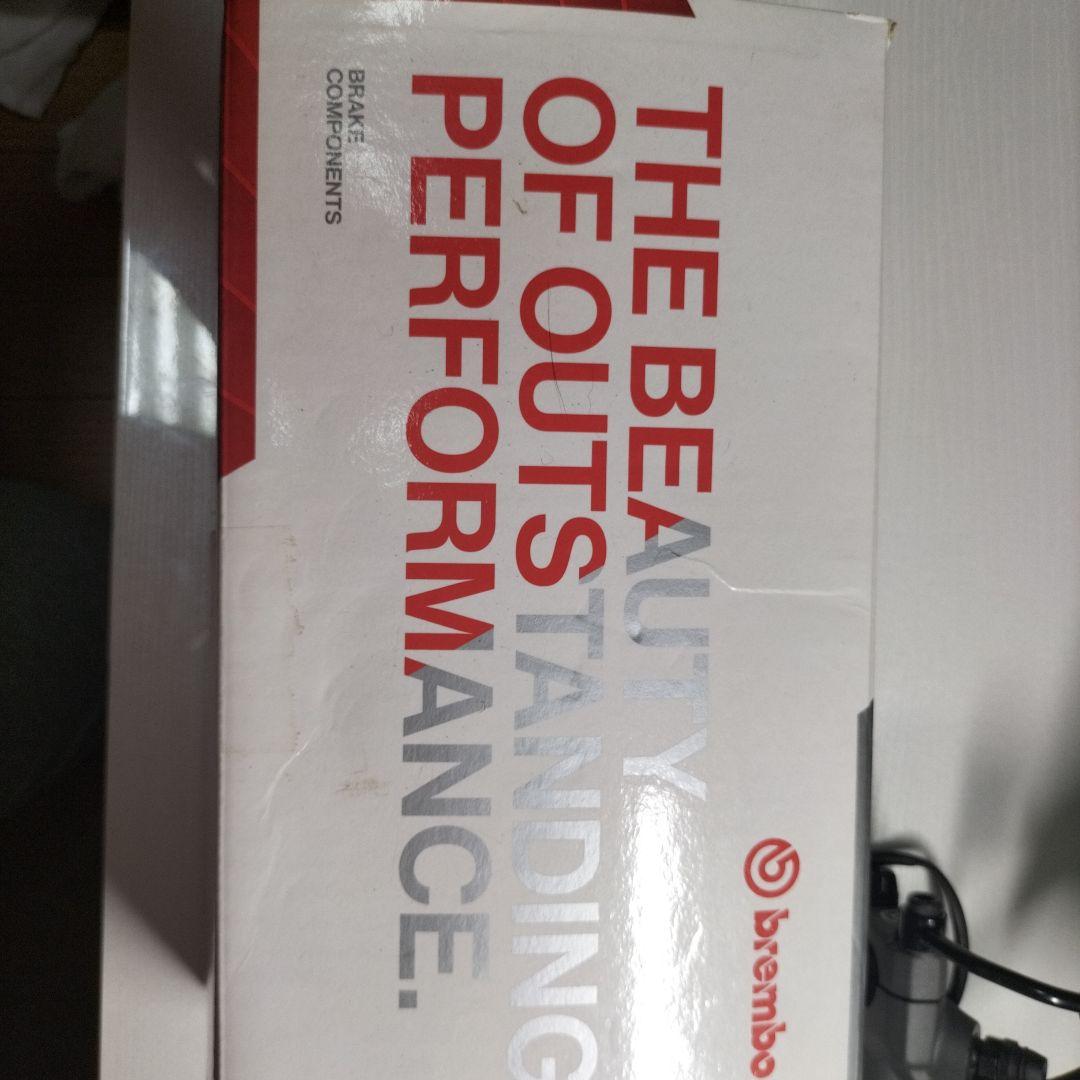 THE BEAUTY
OF OUTSTANDING
PERFORMANCE.
BRAKE
COMPONENTS
brembo